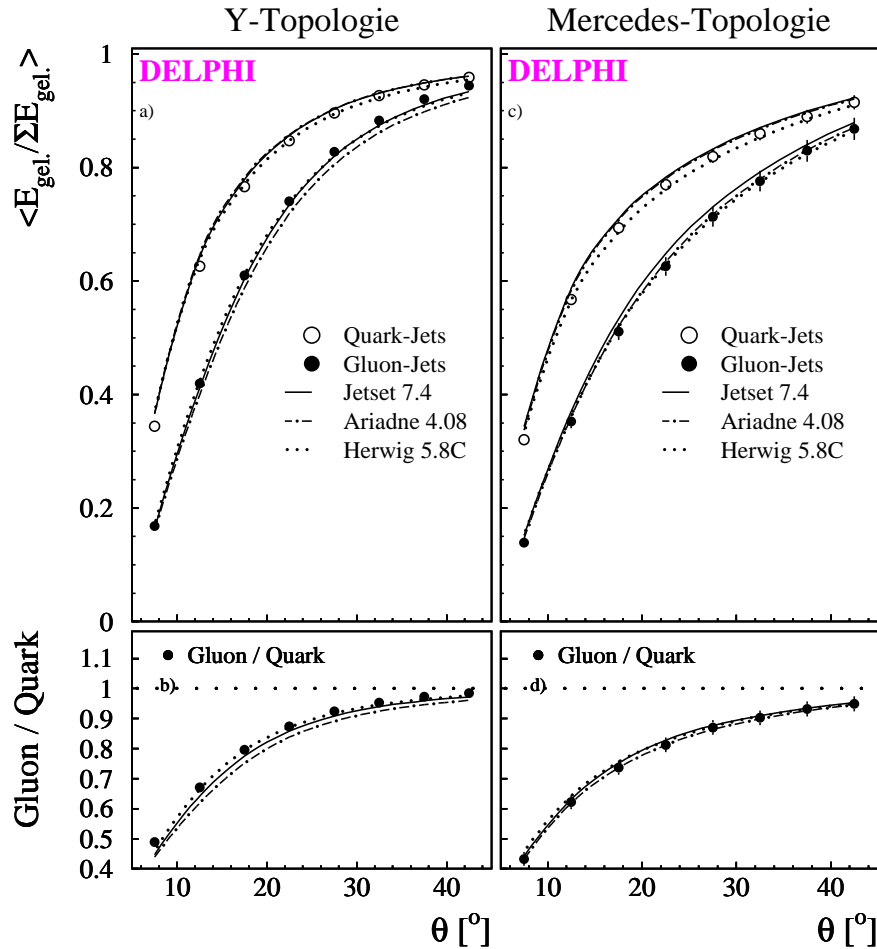 Y-Topologie
Mercedes-Topologie
<E_gel./ΣE_gel.>
1
0.8
0.6
0.4
0.2
0
DELPHI
a)
Quark-Jets
Gluon-Jets
Jetset 7.4
Ariadne 4.08
Herwig 5.8C
DELPHI
c)
Quark-Jets
Gluon-Jets
Jetset 7.4
Ariadne 4.08
Herwig 5.8C
Gluon / Quark
1.1
1
0.9
0.8
0.7
0.6
0.5
0.4
Gluon / Quark
b)
10 20 30 40
θ [°]
Gluon / Quark
d)
10 20 30 40
θ [°]